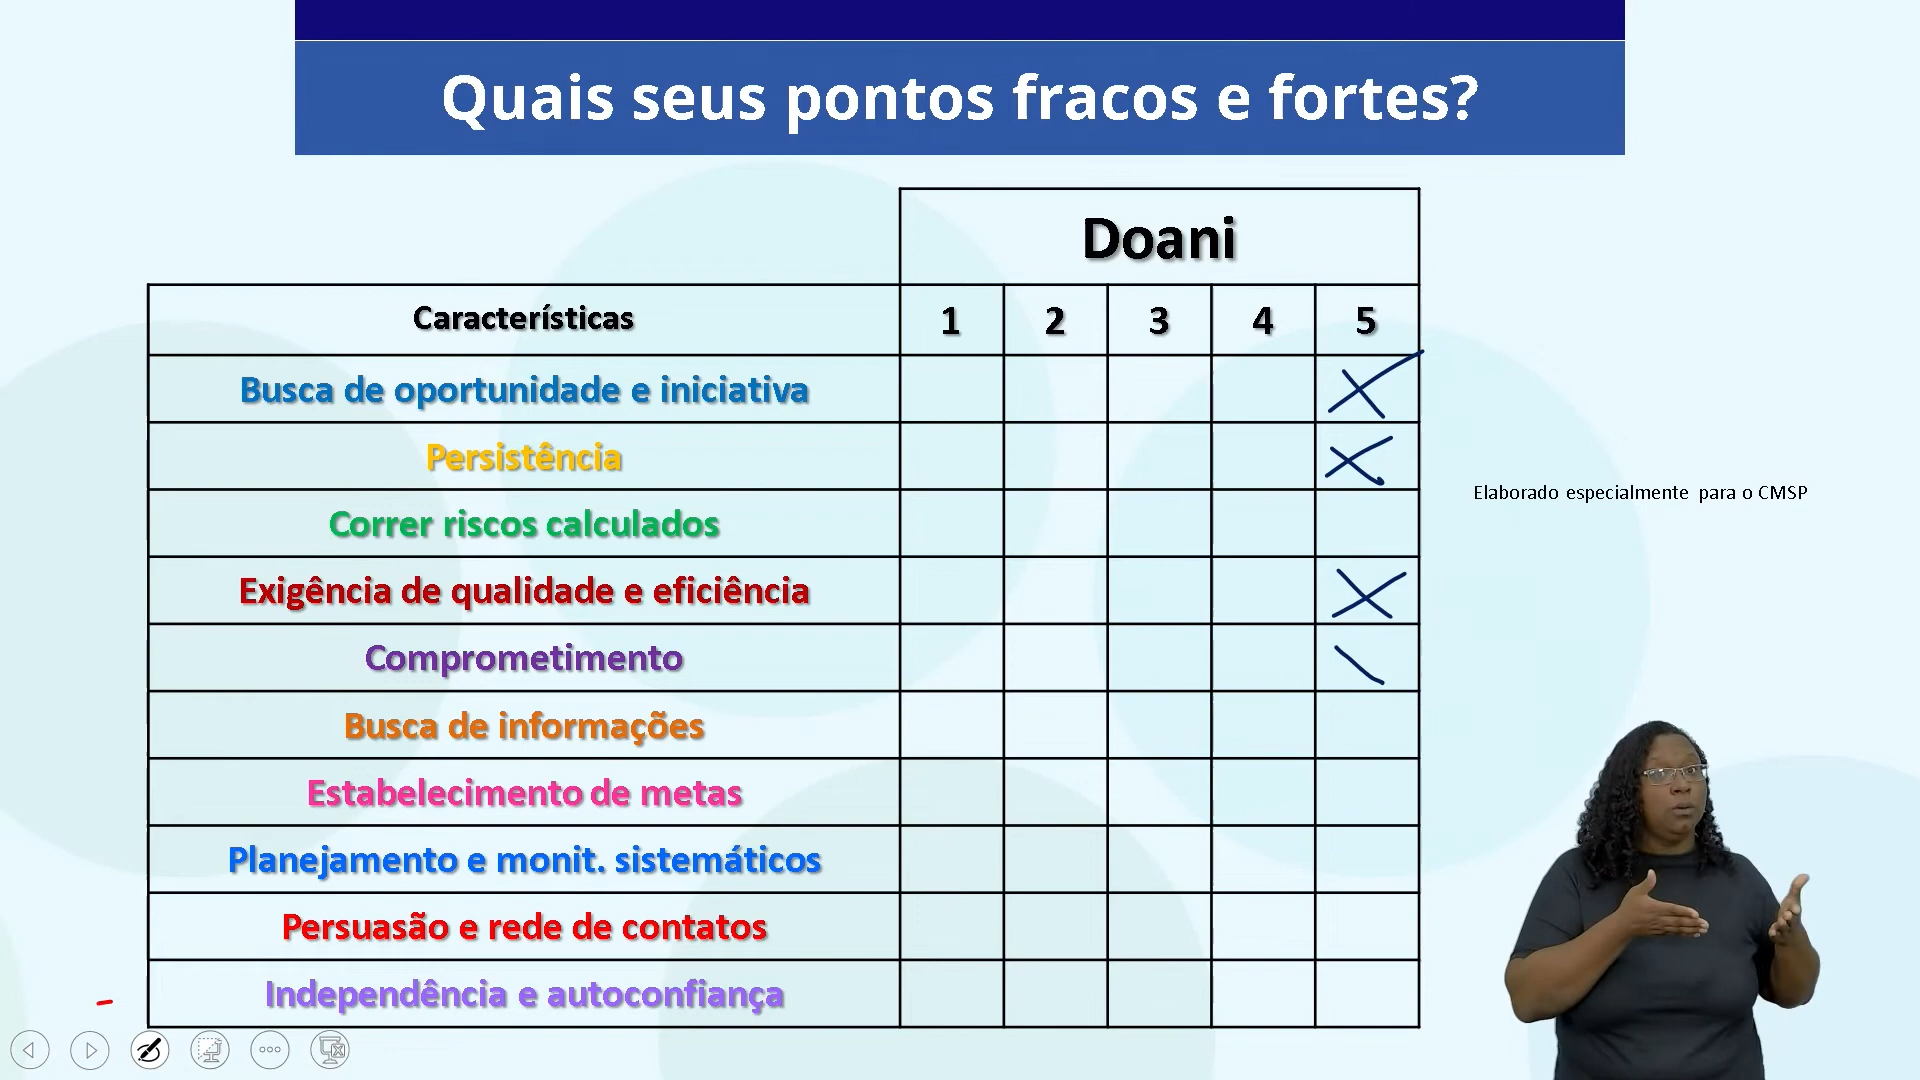 Quais seus pontos fracos e fortes?
Doani
Características 1 2 3 4 5
Busca de oportunidade e iniciativa X
Persistência X
Correr riscos calculados
Exigência de qualidade e eficiência X
Comprometimento
Busca de informações
Estabelecimento de metas
Planejamento e monit. sistemáticos
Persuasão e rede de contatos
Independência e autoconfiança
Elaborado especialmente para o CMSP